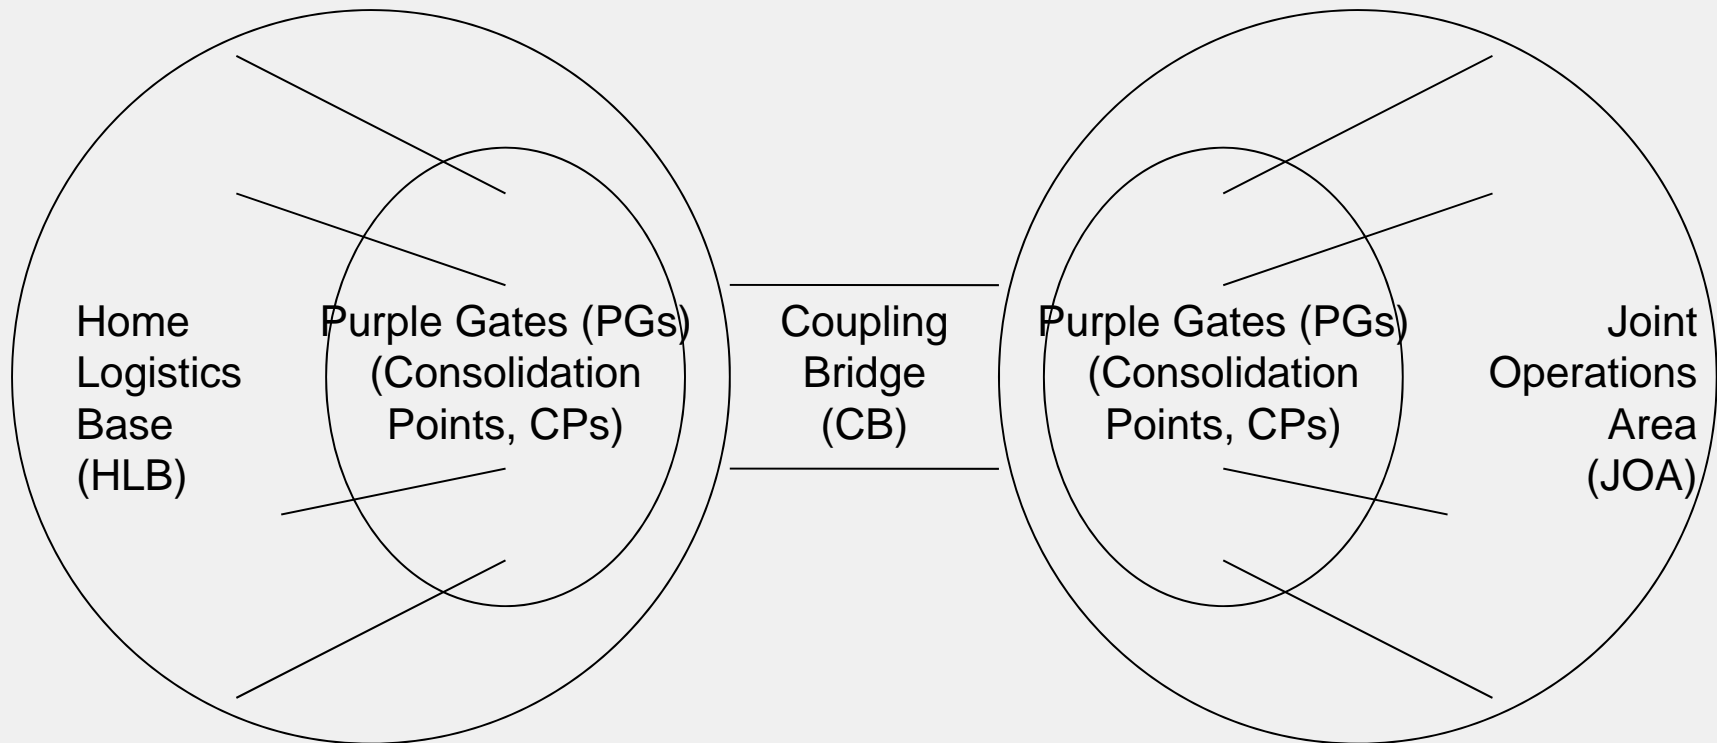 Home
Logistics
Base
(HLB)
Purple Gates (PGs)
(Consolidation
Points, CPs)
Coupling
Bridge
(CB)
Purple Gates (PGs)
(Consolidation
Points, CPs)
Joint
Operations
Area
(JOA)